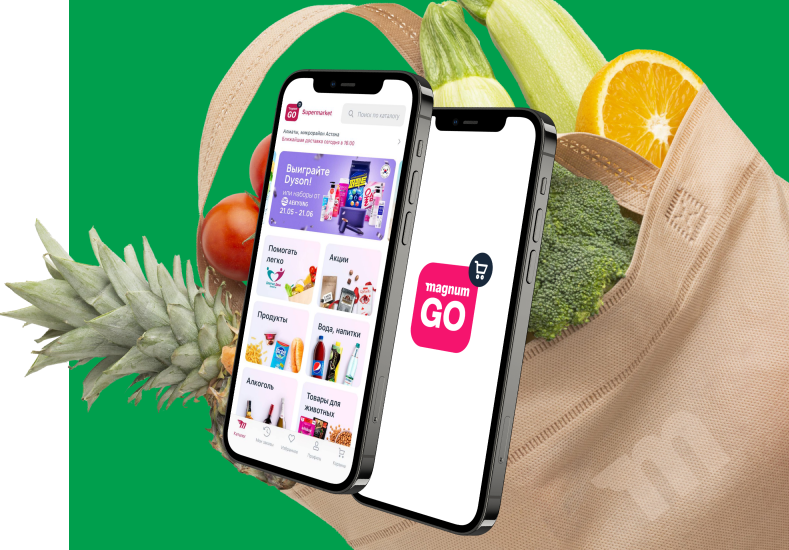 magnum
GO
Supermarket
Поиск по каталогу
Алматы, микрорайон Астана
Ближайшая доставка сегодня в 16:00
Выиграйте
Dyson!
или наборы от
21.05 - 21.06
Помогать
легко
Акции
Продукты
Вода, напитки
Алкоголь
Товары для
животных
Каталог
Мои заказы
Избранное
Профиль
Корзина
magnum
GO
m